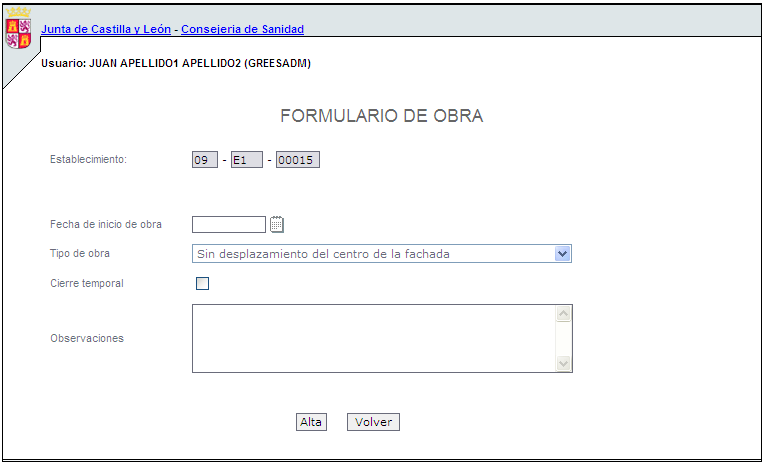 Junta de Castilla y León - Consejeria de Sanidad
Usuario: JUAN APELLIDO1 APELLIDO2 (GREESADM)
FORMULARIO DE OBRA
Establecimiento: 09 - E1 - 00015
Fecha de inicio de obra
Tipo de obra Sin desplazamiento del centro de la fachada
Cierre temporal
Observaciones
Alta Volver